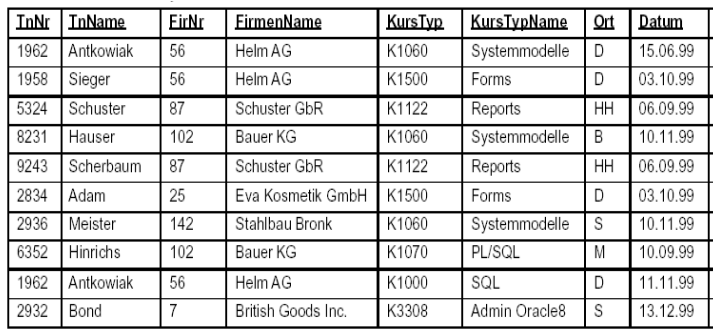 TnNr TnName FirNr FirmenName KursTyp KursTypName Ort Datum
1962 Antkowiak 56 Helm AG K1060 Systemmodelle D 15.06.99
1958 Sieger 56 Helm AG K1500 Forms D 03.10.99
5324 Schuster 87 Schuster GbR K1122 Reports HH 06.09.99
8231 Hauser 102 Bauer KG K1060 Systemmodelle B 10.11.99
9243 Scherbaum 87 Schuster GbR K1122 Reports HH 06.09.99
2834 Adam 25 Eva Kosmetik GmbH K1500 Forms D 03.10.99
2936 Meister 142 Stahlbau Bronk K1060 Systemmodelle S 10.11.99
6352 Hinrichs 102 Bauer KG K1070 PL/SQL M 10.09.99
1962 Antkowiak 56 Helm AG K1000 SQL D 11.11.99
2932 Bond 7 British Goods Inc. K3308 Admin Oracle8 S 13.12.99